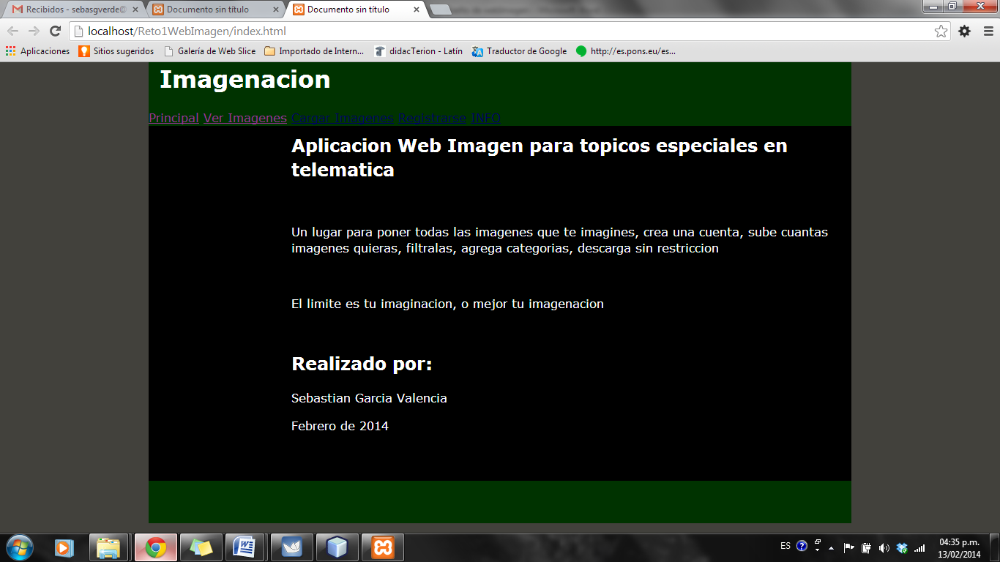 Recibidos - sebasgverde@
Documento sin título
Documento sin título
localhost/Reto1WebImagen/index.html
Aplicaciones
Sitios sugeridos
Galería de Web Slice
Importado de Intern...
didacTerion - Latín
Traductor de Google
http://es.pons.eu/es...
Imagenacion
Principal Ver Imagenes Cargar Imagenes Registrarse INFO
Aplicacion Web Imagen para topicos especiales en
telematica
Un lugar para poner todas las imagenes que te imagines, crea una cuenta, sube cuantas
imagenes quieras, filtralas, agrega categorias, descarga sin restriccion
El limite es tu imaginacion, o mejor tu imagenacion
Realizado por:
Sebastian Garcia Valencia
Febrero de 2014
ES
04:35 p.m.
13/02/2014